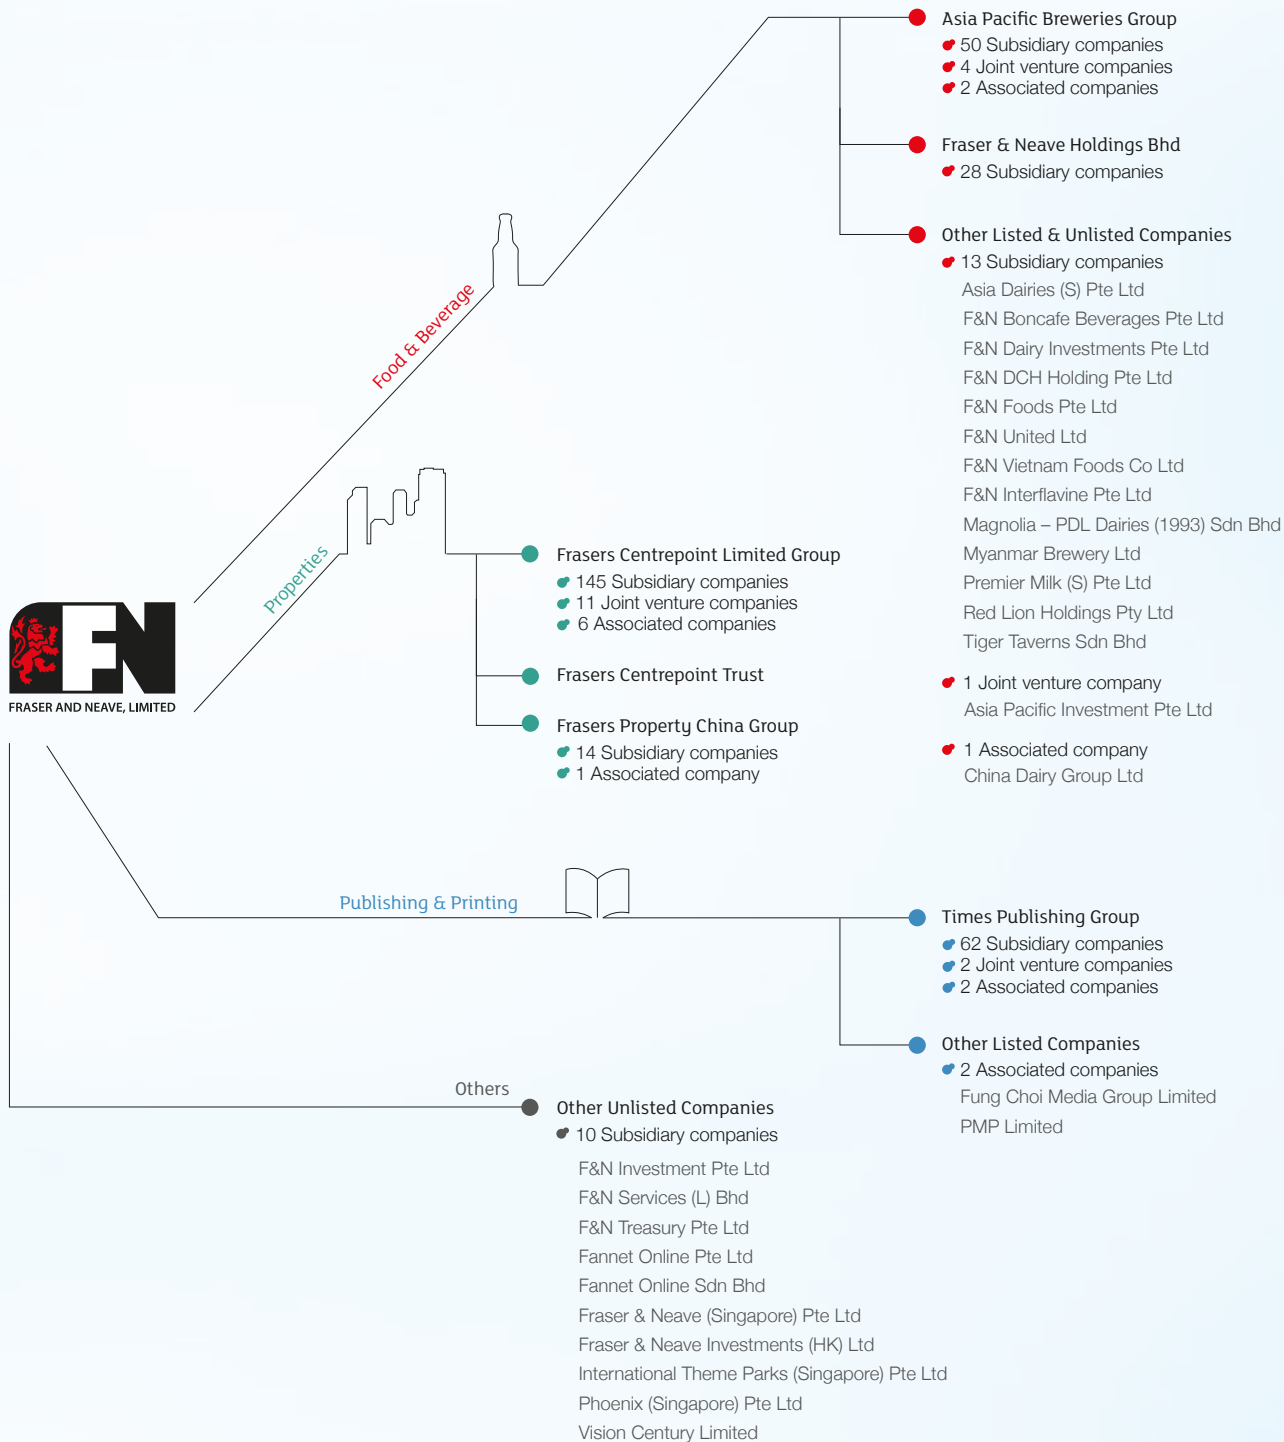 Asia Pacific Breweries Group
50 Subsidiary companies
4 Joint venture companies
2 Associated companies
Fraser & Neave Holdings Bhd
28 Subsidiary companies
Other Listed & Unlisted Companies
13 Subsidiary companies
Asia Dairies (S) Pte Ltd
F&N Boncafe Beverages Pte Ltd
F&N Dairy Investments Pte Ltd
F&N DCH Holding Pte Ltd
F&N Foods Pte Ltd
F&N United Ltd
F&N Vietnam Foods Co Ltd
F&N Interflavine Pte Ltd
Magnolia – PDL Dairies (1993) Sdn Bhd
Myanmar Brewery Ltd
Premier Milk (S) Pte Ltd
Red Lion Holdings Pty Ltd
Tiger Taverns Sdn Bhd
1 Joint venture company
Asia Pacific Investment Pte Ltd
1 Associated company
China Dairy Group Ltd
Food & Beverage
Properties
Frasers Centrepoint Limited Group
145 Subsidiary companies
11 Joint venture companies
6 Associated companies
Frasers Centrepoint Trust
Frasers Property China Group
14 Subsidiary companies
1 Associated company
FN
FRASER AND NEAVE, LIMITED
Publishing & Printing
Times Publishing Group
62 Subsidiary companies
2 Joint venture companies
2 Associated companies
Other Listed Companies
2 Associated companies
Fung Choi Media Group Limited
PMP Limited
Others
Other Unlisted Companies
10 Subsidiary companies
F&N Investment Pte Ltd
F&N Services (L) Bhd
F&N Treasury Pte Ltd
Fannet Online Pte Ltd
Fannet Online Sdn Bhd
Fraser & Neave (Singapore) Pte Ltd
Fraser & Neave Investments (HK) Ltd
International Theme Parks (Singapore) Pte Ltd
Phoenix (Singapore) Pte Ltd
Vision Century Limited